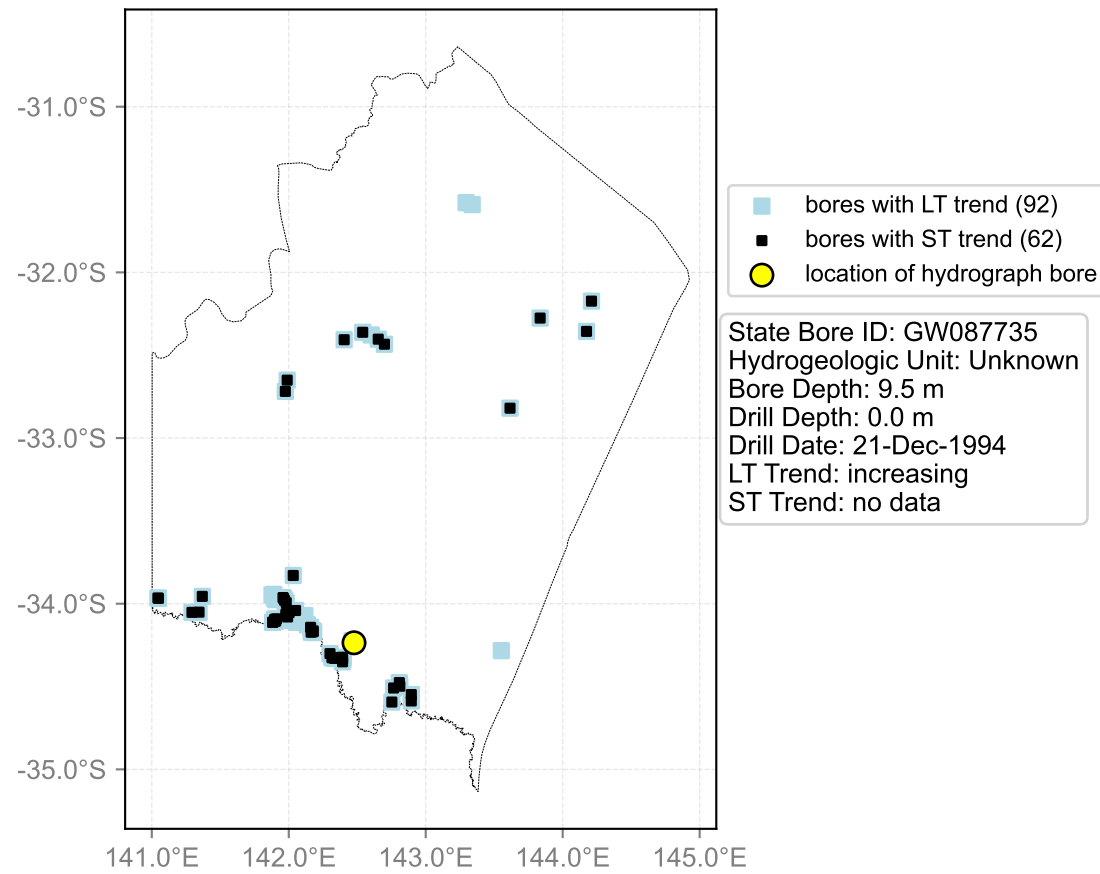 -31.0°S
-32.0°S
-33.0°S
-34.0°S
-35.0°S
141.0°E 142.0°E 143.0°E 144.0°E 145.0°E
bores with LT trend (92)
bores with ST trend (62)
location of hydrograph bore
State Bore ID: GW087735
Hydrogeologic Unit: Unknown
Bore Depth: 9.5 m
Drill Depth: 0.0 m
Drill Date: 21-Dec-1994
LT Trend: increasing
ST Trend: no data